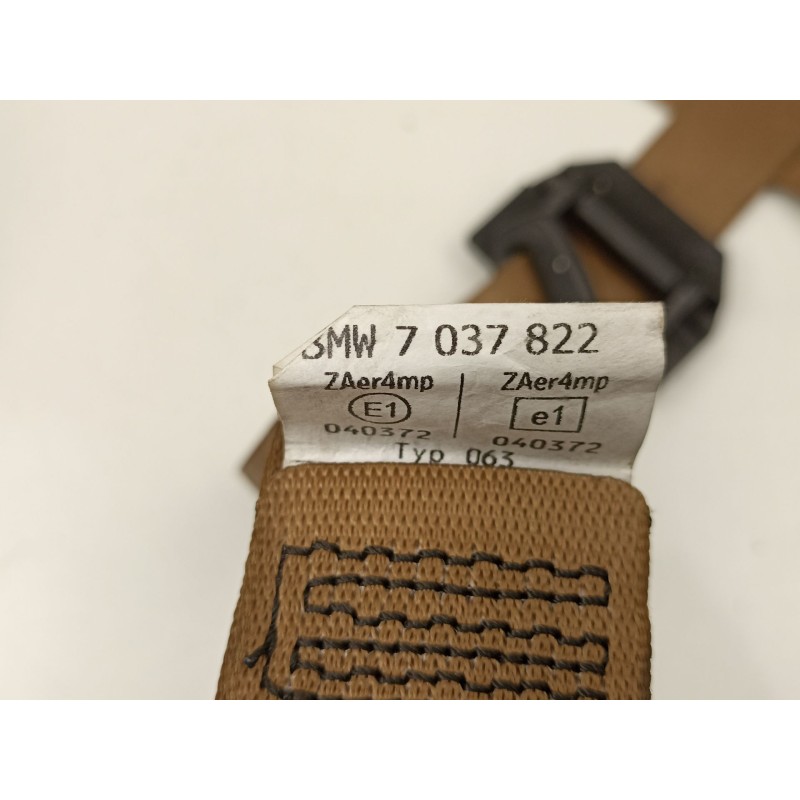 BMW 7 037 822
ZAer4mp ZAer4mp
E1 e1
040372 040372
Typ 063